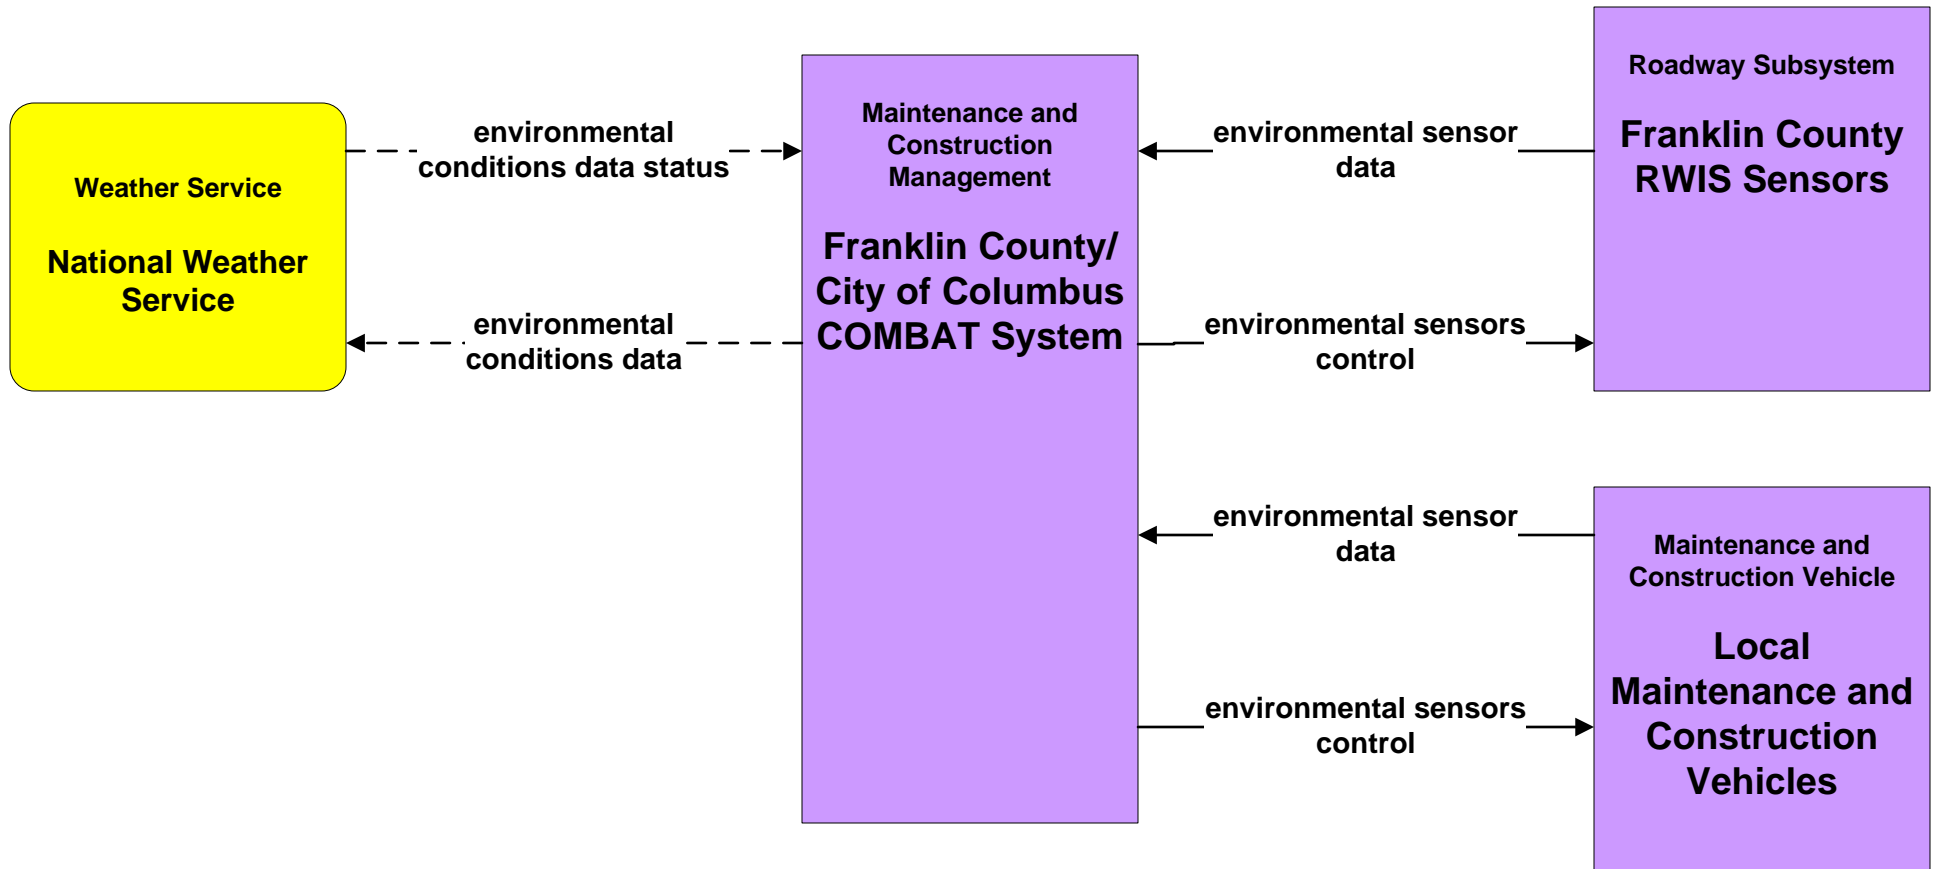 Weather Service
National Weather
Service
environmental
conditions data status
environmental
conditions data
Maintenance and
Construction
Management
Franklin County/
City of Columbus
COMBAT System
environmental sensor
data
environmental sensors
control
environmental sensor
data
environmental sensors
control
Roadway Subsystem
Franklin County
RWIS Sensors
Maintenance and
Construction Vehicle
Local
Maintenance and
Construction
Vehicles